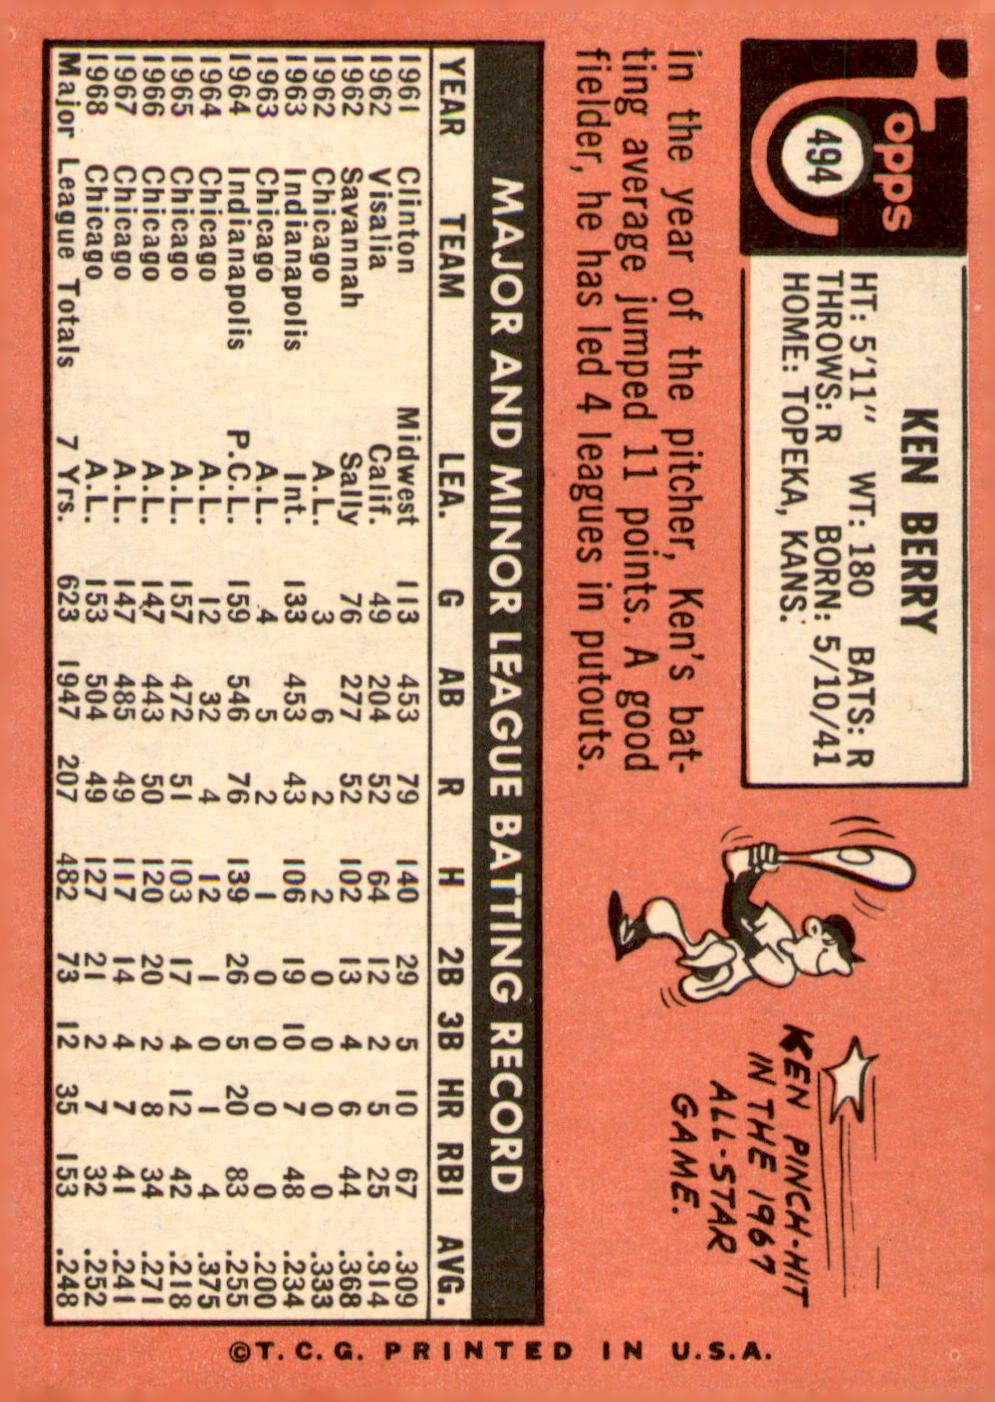 Topps
494
KEN BERRY
HT: 5'11" WT: 180 BATS: R
THROWS: R BORN: 5/10/41
HOME: TOPEKA, KANS.
In the year of the pitcher, Ken's bat-
ting average jumped 11 points. A good
fielder, he has led 4 leagues in putouts.
KEN PINCH-HIT
IN THE 1967
ALL-STAR
GAME.
MAJOR AND MINOR LEAGUE BATTING RECORD
YEAR TEAM LEA. G AB R H 2B 3B HR RBI AVG.
1961 Clinton Midwest 113 453 79 140 29 5 10 67 .309
1962 Visalia Calif. 49 204 52 64 12 2 5 25 .314
1962 Savannah Sally 76 277 52 102 13 4 6 44 .368
1962 Chicago A.L. 3 6 2 2 0 0 0 0 .333
1963 Indianapolis Int. 133 453 43 106 19 10 7 48 .234
1963 Chicago A.L. 4 5 2 1 0 0 0 0 .200
1964 Indianapolis P.C.L. 159 546 76 139 26 5 20 83 .255
1964 Chicago A.L. 12 32 4 12 1 0 1 4 .375
1965 Chicago A.L. 157 472 51 103 17 4 12 42 .218
1966 Chicago A.L. 147 443 50 120 20 2 8 34 .271
1967 Chicago A.L. 147 485 49 117 14 4 7 41 .241
1968 Chicago A.L. 153 504 49 127 21 2 7 32 .252
Major League Totals 7 Yrs. 623 1947 207 482 73 12 35 153 .248
©T.C.G. PRINTED IN U.S.A.